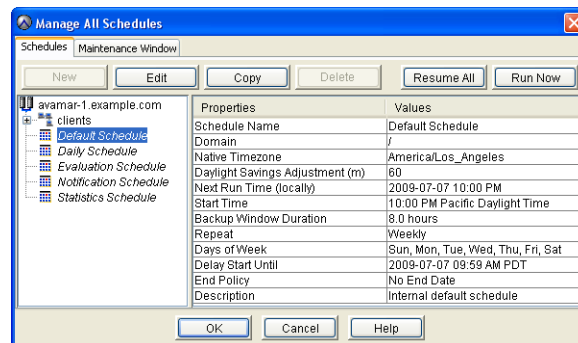 Manage All Schedules
Schedules Maintenance Window
New Edit Copy Delete Resume All Run Now
avamar-1.example.com
clients
Default Schedule
Daily Schedule
Evaluation Schedule
Notification Schedule
Statistics Schedule
Properties Values
Schedule Name Default Schedule
Domain /
Native Timezone America/Los_Angeles
Daylight Savings Adjustment (m) 60
Next Run Time (locally) 2009-07-07 10:00 PM
Start Time 10:00 PM Pacific Daylight Time
Backup Window Duration 8.0 hours
Repeat Weekly
Days of Week Sun, Mon, Tue, Wed, Thu, Fri, Sat
Delay Start Until 2009-07-07 09:59 AM PDT
End Policy No End Date
Description Internal default schedule
OK Cancel Help